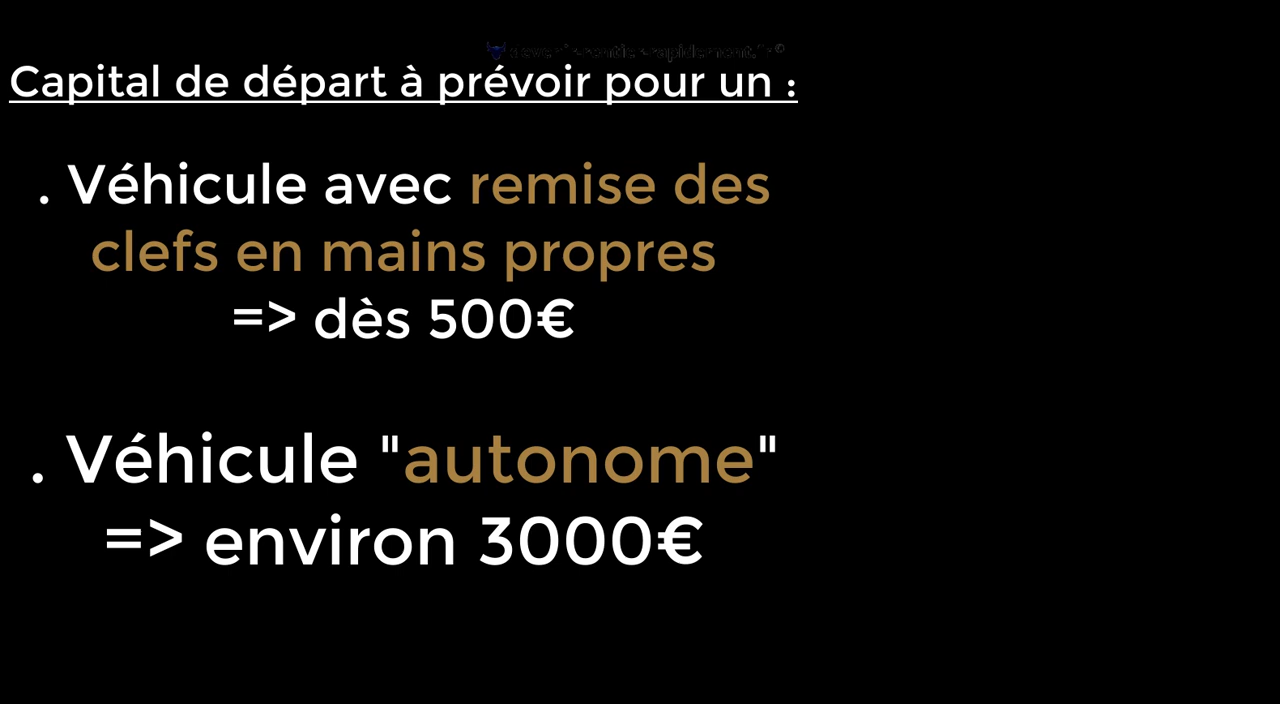 Capital de départ à prévoir pour un :
. Véhicule avec remise des
clefs en mains propres
=> dès 500€
. Véhicule "autonome"
=> environ 3000€